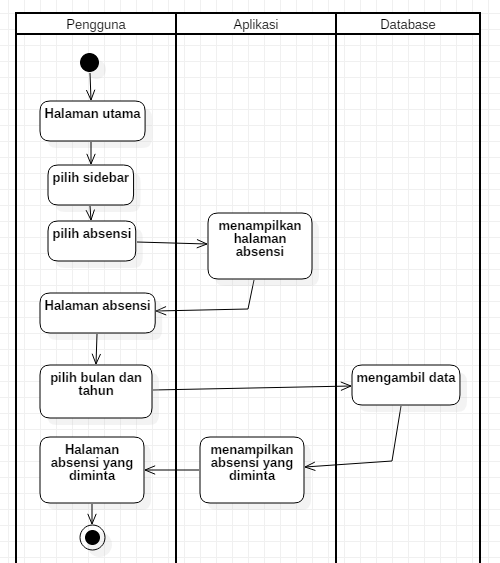 Pengguna
Aplikasi
Database
Halaman utama
pilih sidebar
pilih absensi
menampilkan
halaman
absensi
Halaman absensi
pilih bulan dan
tahun
mengambil data
Halaman
absensi yang
diminta
menampilkan
absensi yang
diminta